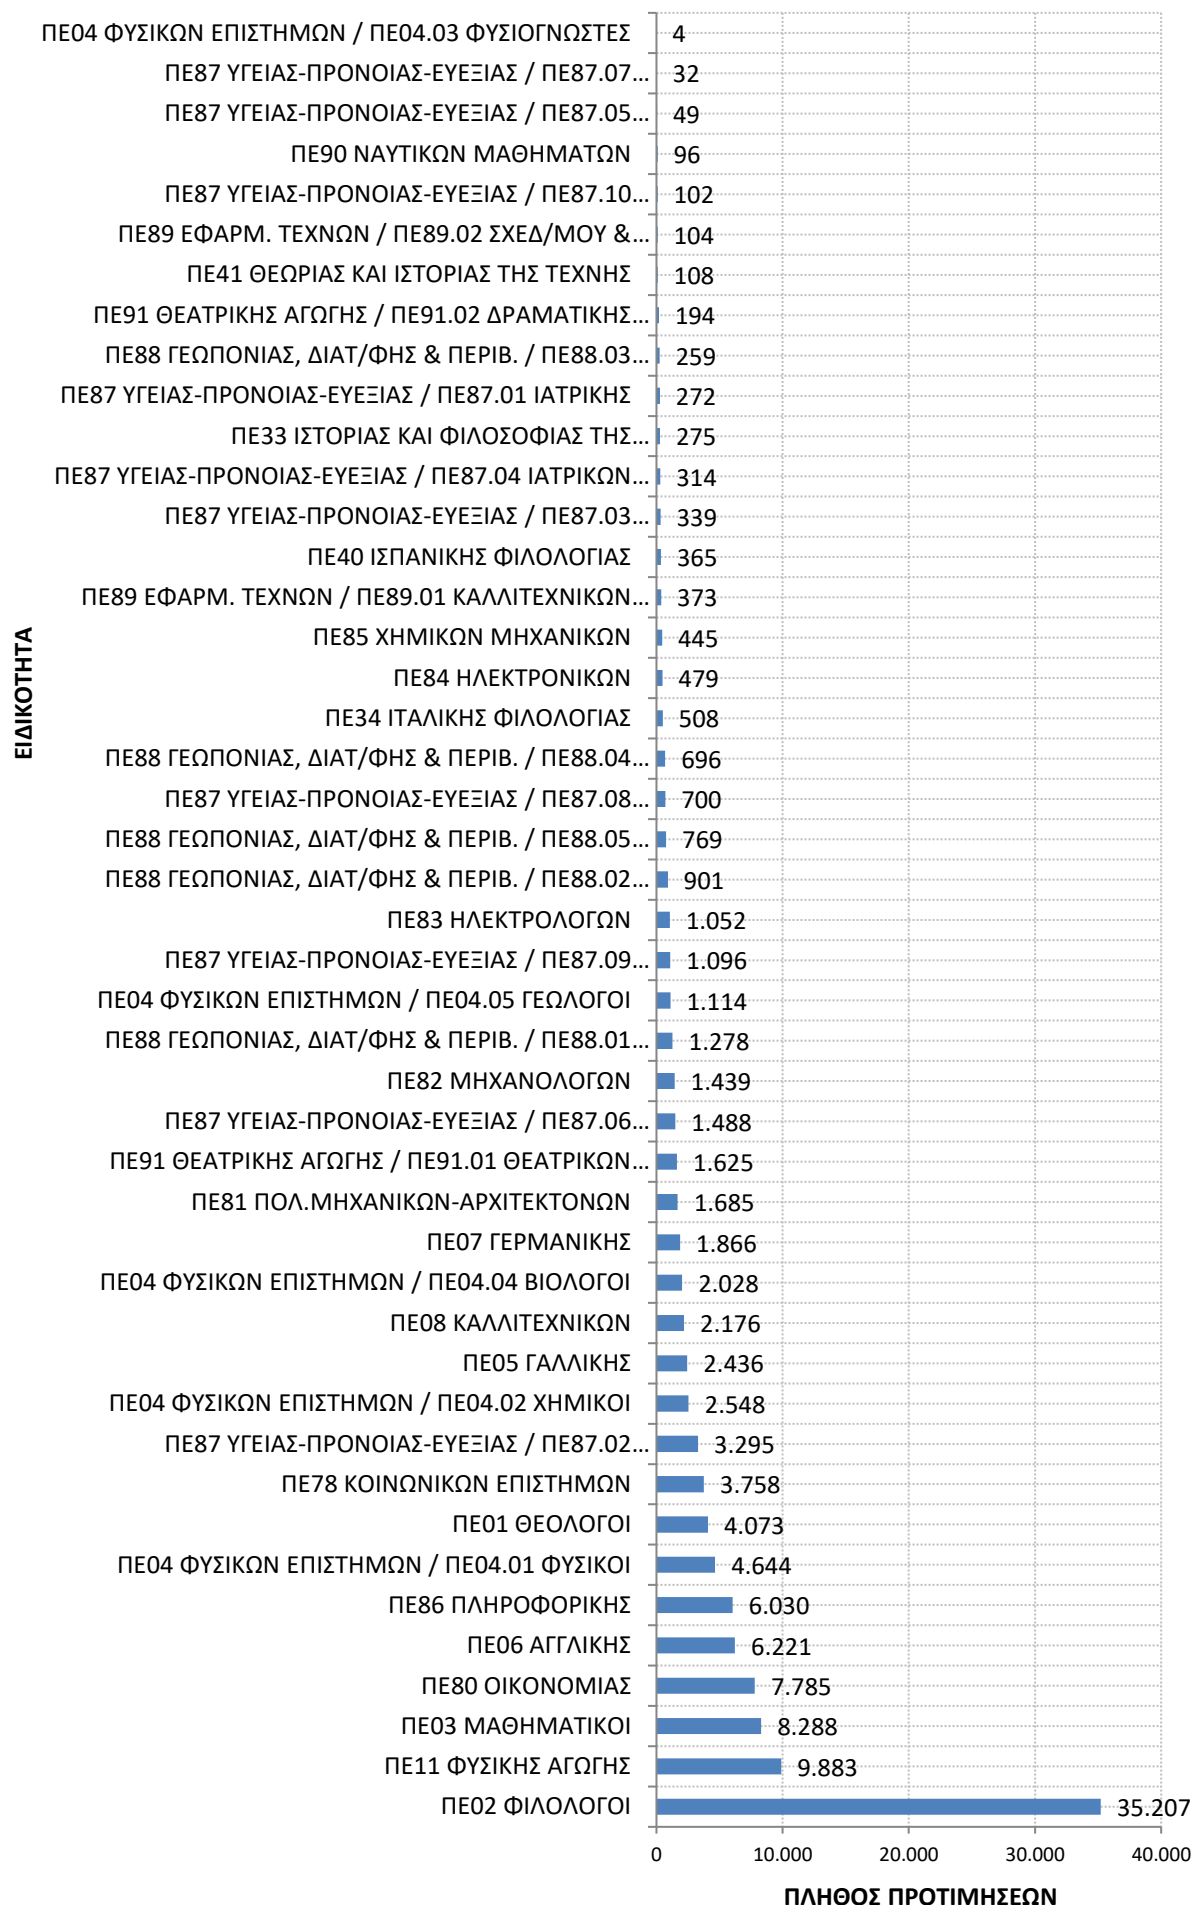 ΠΕ04 ΦΥΣΙΚΩΝ ΕΠΙΣΤΗΜΩΝ / ΠΕ04.03 ΦΥΣΙΟΓΝΩΣΤΕΣ 4
ΠΕ87 ΥΓΕΙΑΣ-ΠΡΟΝΟΙΑΣ-ΕΥΕΞΙΑΣ / ΠΕ87.07... 32
ΠΕ87 ΥΓΕΙΑΣ-ΠΡΟΝΟΙΑΣ-ΕΥΕΞΙΑΣ / ΠΕ87.05... 49
ΠΕ90 ΝΑΥΤΙΚΩΝ ΜΑΘΗΜΑΤΩΝ 96
ΠΕ87 ΥΓΕΙΑΣ-ΠΡΟΝΟΙΑΣ-ΕΥΕΞΙΑΣ / ΠΕ87.10... 102
ΠΕ89 ΕΦΑΡΜ. ΤΕΧΝΩΝ / ΠΕ89.02 ΣΧΕΔ/ΜΟΥ &... 104
ΠΕ41 ΘΕΩΡΙΑΣ ΚΑΙ ΙΣΤΟΡΙΑΣ ΤΗΣ ΤΕΧΝΗΣ 108
ΠΕ91 ΘΕΑΤΡΙΚΗΣ ΑΓΩΓΗΣ / ΠΕ91.02 ΔΡΑΜΑΤΙΚΗΣ... 194
ΠΕ88 ΓΕΩΠΟΝΙΑΣ, ΔΙΑΤ/ΦΗΣ & ΠΕΡΙΒ. / ΠΕ88.03... 259
ΠΕ87 ΥΓΕΙΑΣ-ΠΡΟΝΟΙΑΣ-ΕΥΕΞΙΑΣ / ΠΕ87.01 ΙΑΤΡΙΚΗΣ 272
ΠΕ33 ΙΣΤΟΡΙΑΣ ΚΑΙ ΦΙΛΟΣΟΦΙΑΣ ΤΗΣ... 275
ΠΕ87 ΥΓΕΙΑΣ-ΠΡΟΝΟΙΑΣ-ΕΥΕΞΙΑΣ / ΠΕ87.04 ΙΑΤΡΙΚΩΝ... 314
ΠΕ87 ΥΓΕΙΑΣ-ΠΡΟΝΟΙΑΣ-ΕΥΕΞΙΑΣ / ΠΕ87.03... 339
ΠΕ40 ΙΣΠΑΝΙΚΗΣ ΦΙΛΟΛΟΓΙΑΣ 365
ΠΕ89 ΕΦΑΡΜ. ΤΕΧΝΩΝ / ΠΕ89.01 ΚΑΛΛΙΤΕΧΝΙΚΩΝ... 373
ΠΕ85 ΧΗΜΙΚΩΝ ΜΗΧΑΝΙΚΩΝ 445
ΠΕ84 ΗΛΕΚΤΡΟΝΙΚΩΝ 479
ΠΕ34 ΙΤΑΛΙΚΗΣ ΦΙΛΟΛΟΓΙΑΣ 508
ΠΕ88 ΓΕΩΠΟΝΙΑΣ, ΔΙΑΤ/ΦΗΣ & ΠΕΡΙΒ. / ΠΕ88.04... 696
ΠΕ87 ΥΓΕΙΑΣ-ΠΡΟΝΟΙΑΣ-ΕΥΕΞΙΑΣ / ΠΕ87.08... 700
ΠΕ88 ΓΕΩΠΟΝΙΑΣ, ΔΙΑΤ/ΦΗΣ & ΠΕΡΙΒ. / ΠΕ88.05... 769
ΠΕ88 ΓΕΩΠΟΝΙΑΣ, ΔΙΑΤ/ΦΗΣ & ΠΕΡΙΒ. / ΠΕ88.02... 901
ΠΕ83 ΗΛΕΚΤΡΟΛΟΓΩΝ 1.052
ΠΕ87 ΥΓΕΙΑΣ-ΠΡΟΝΟΙΑΣ-ΕΥΕΞΙΑΣ / ΠΕ87.09... 1.096
ΠΕ04 ΦΥΣΙΚΩΝ ΕΠΙΣΤΗΜΩΝ / ΠΕ04.05 ΓΕΩΛΟΓΟΙ 1.114
ΠΕ88 ΓΕΩΠΟΝΙΑΣ, ΔΙΑΤ/ΦΗΣ & ΠΕΡΙΒ. / ΠΕ88.01... 1.278
ΠΕ82 ΜΗΧΑΝΟΛΟΓΩΝ 1.439
ΠΕ87 ΥΓΕΙΑΣ-ΠΡΟΝΟΙΑΣ-ΕΥΕΞΙΑΣ / ΠΕ87.06... 1.488
ΠΕ91 ΘΕΑΤΡΙΚΗΣ ΑΓΩΓΗΣ / ΠΕ91.01 ΘΕΑΤΡΙΚΩΝ... 1.625
ΠΕ81 ΠΟΛ.ΜΗΧΑΝΙΚΩΝ-ΑΡΧΙΤΕΚΤΟΝΩΝ 1.685
ΠΕ07 ΓΕΡΜΑΝΙΚΗΣ 1.866
ΠΕ04 ΦΥΣΙΚΩΝ ΕΠΙΣΤΗΜΩΝ / ΠΕ04.04 ΒΙΟΛΟΓΟΙ 2.028
ΠΕ08 ΚΑΛΛΙΤΕΧΝΙΚΩΝ 2.176
ΠΕ05 ΓΑΛΛΙΚΗΣ 2.436
ΠΕ04 ΦΥΣΙΚΩΝ ΕΠΙΣΤΗΜΩΝ / ΠΕ04.02 ΧΗΜΙΚΟΙ 2.548
ΠΕ87 ΥΓΕΙΑΣ-ΠΡΟΝΟΙΑΣ-ΕΥΕΞΙΑΣ / ΠΕ87.02... 3.295
ΠΕ78 ΚΟΙΝΩΝΙΚΩΝ ΕΠΙΣΤΗΜΩΝ 3.758
ΠΕ01 ΘΕΟΛΟΓΟΙ 4.073
ΠΕ04 ΦΥΣΙΚΩΝ ΕΠΙΣΤΗΜΩΝ / ΠΕ04.01 ΦΥΣΙΚΟΙ 4.644
ΠΕ86 ΠΛΗΡΟΦΟΡΙΚΗΣ 6.030
ΠΕ06 ΑΓΓΛΙΚΗΣ 6.221
ΠΕ80 ΟΙΚΟΝΟΜΙΑΣ 7.785
ΠΕ03 ΜΑΘΗΜΑΤΙΚΟΙ 8.288
ΠΕ11 ΦΥΣΙΚΗΣ ΑΓΩΓΗΣ 9.883
ΠΕ02 ΦΙΛΟΛΟΓΟΙ 35.207
0 10.000 20.000 30.000 40.000
ΠΛΗΘΟΣ ΠΡΟΤΙΜΗΣΕΩΝ
ΕΙΔΙΚΟΤΗΤΑ